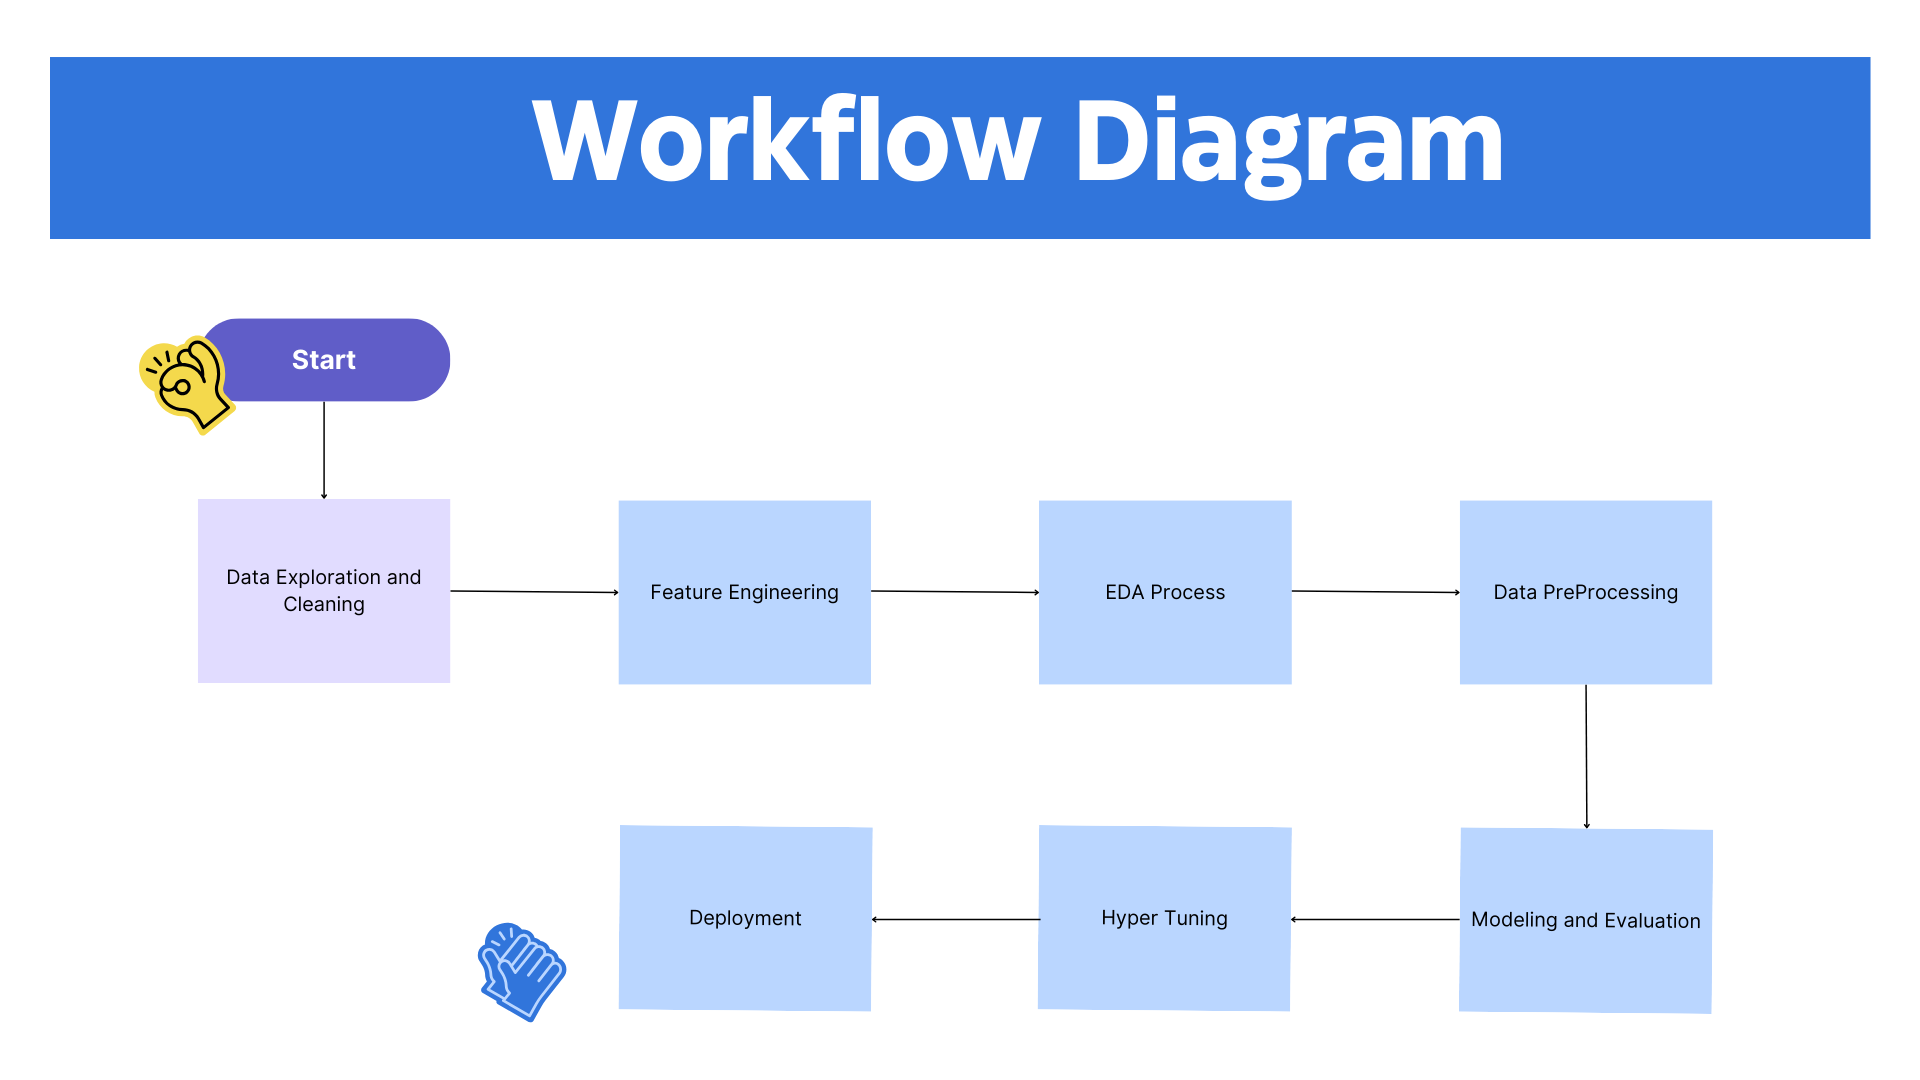 Workflow Diagram
Start
Data Exploration and
Cleaning
Feature Engineering
EDA Process
Data PreProcessing
Deployment
Hyper Tuning
Modeling and Evaluation